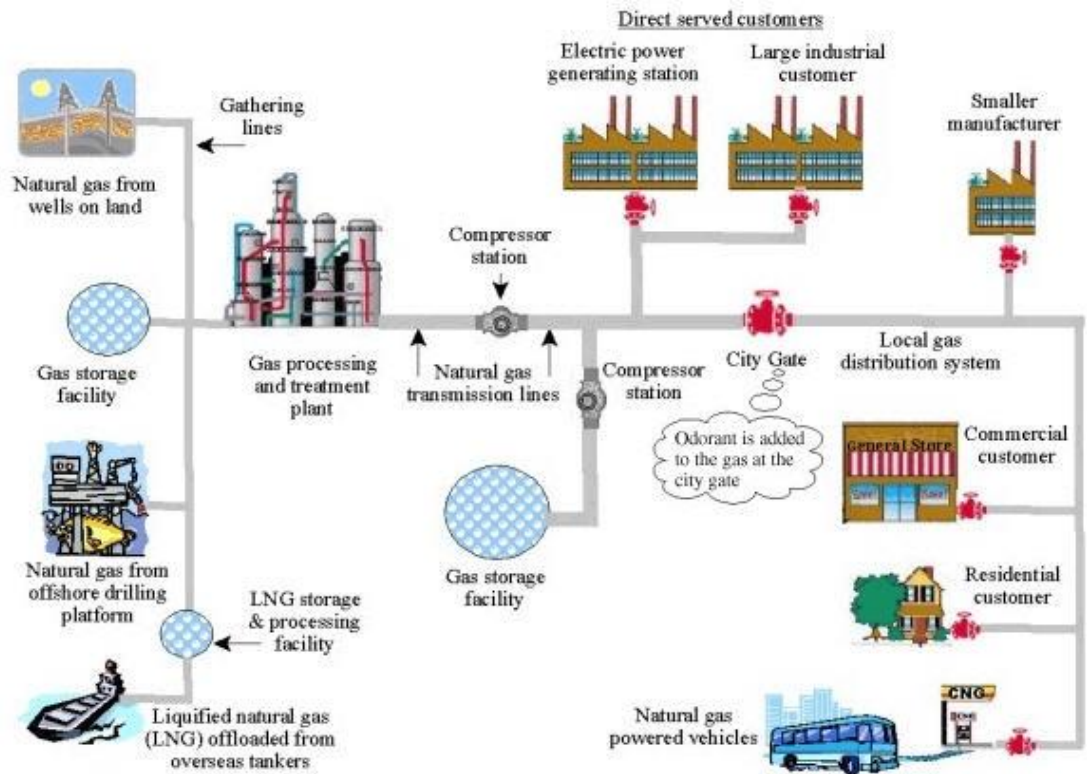 Direct served customers
Electric power
generating station
Large industrial
customer
Smaller
manufacturer
Gathering
lines
Natural gas from
wells on land
Compressor
station
Gas storage
facility
Gas processing
and treatment
plant
Natural gas
transmission lines
Compressor
station
City Gate
Local gas
distribution system
Odorant is added
to the gas at the
city gate
General Store
Commercial
customer
Natural gas from
offshore drilling
platform
Gas storage
facility
Residential
customer
LNG storage
& processing
facility
Liquified natural gas
(LNG) offloaded from
overseas tankers
Natural gas
powered vehicles
CNG